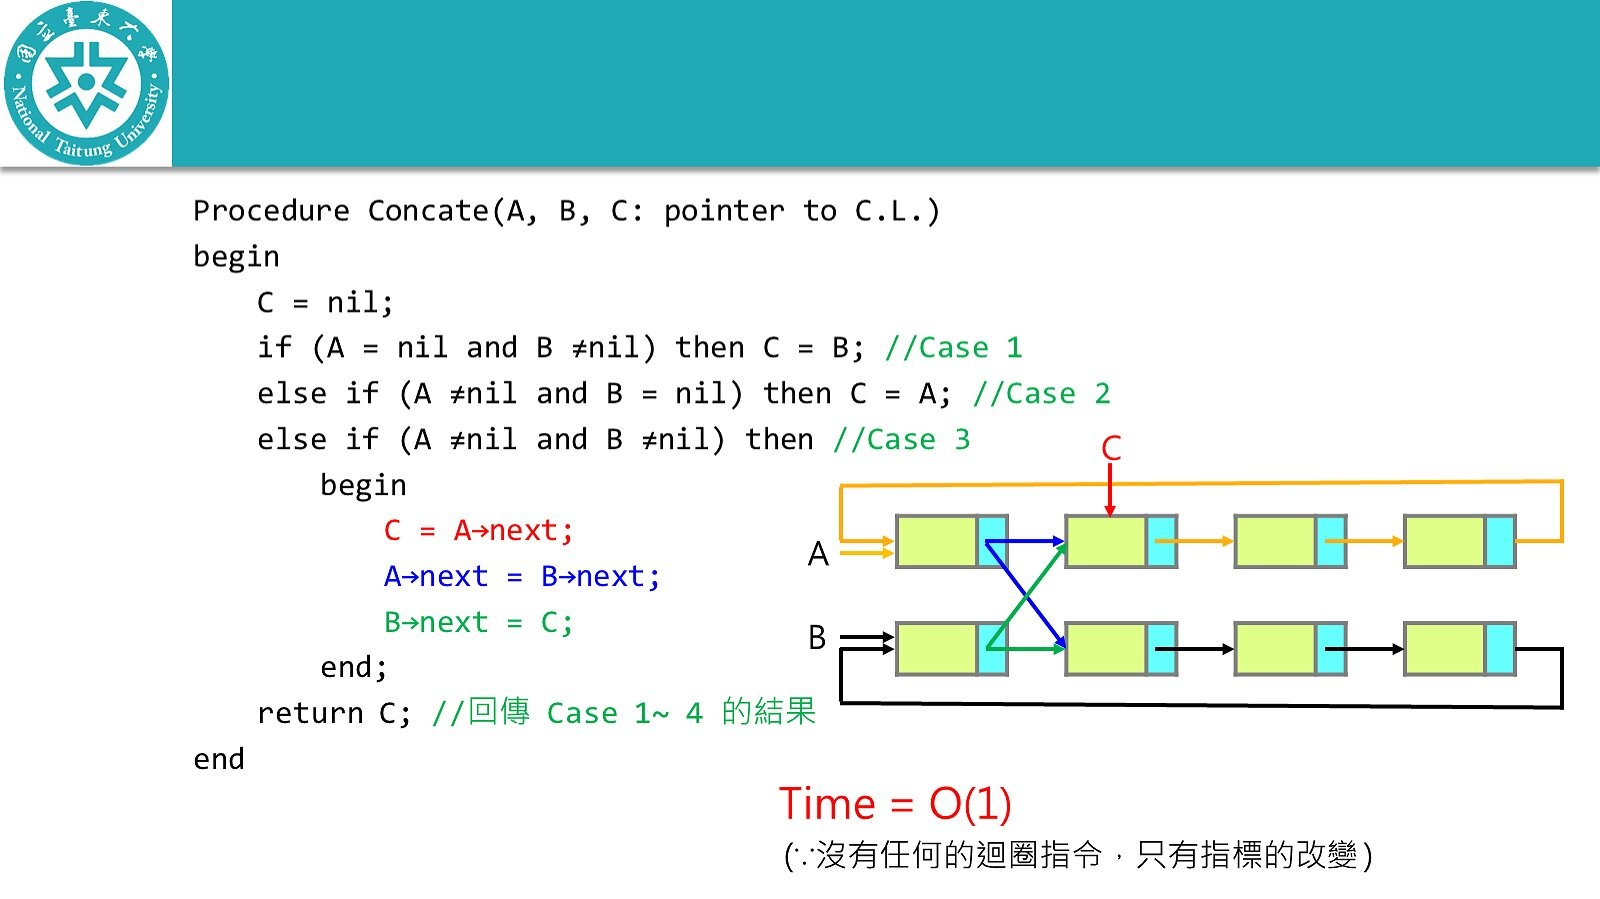 國立臺東大學
National Taitung University
Procedure Concate(A, B, C: pointer to C.L.)
begin
C = nil;
if (A = nil and B ≠nil) then C = B; //Case 1
else if (A ≠nil and B = nil) then C = A; //Case 2
else if (A ≠nil and B ≠nil) then //Case 3
C
begin
C = A→next;
A
A→next = B→next;
B→next = C;
B
end;
return C; //回傳 Case 1~ 4 的結果
end
Time = O(1)
(∵沒有任何的迴圈指令，只有指標的改變)